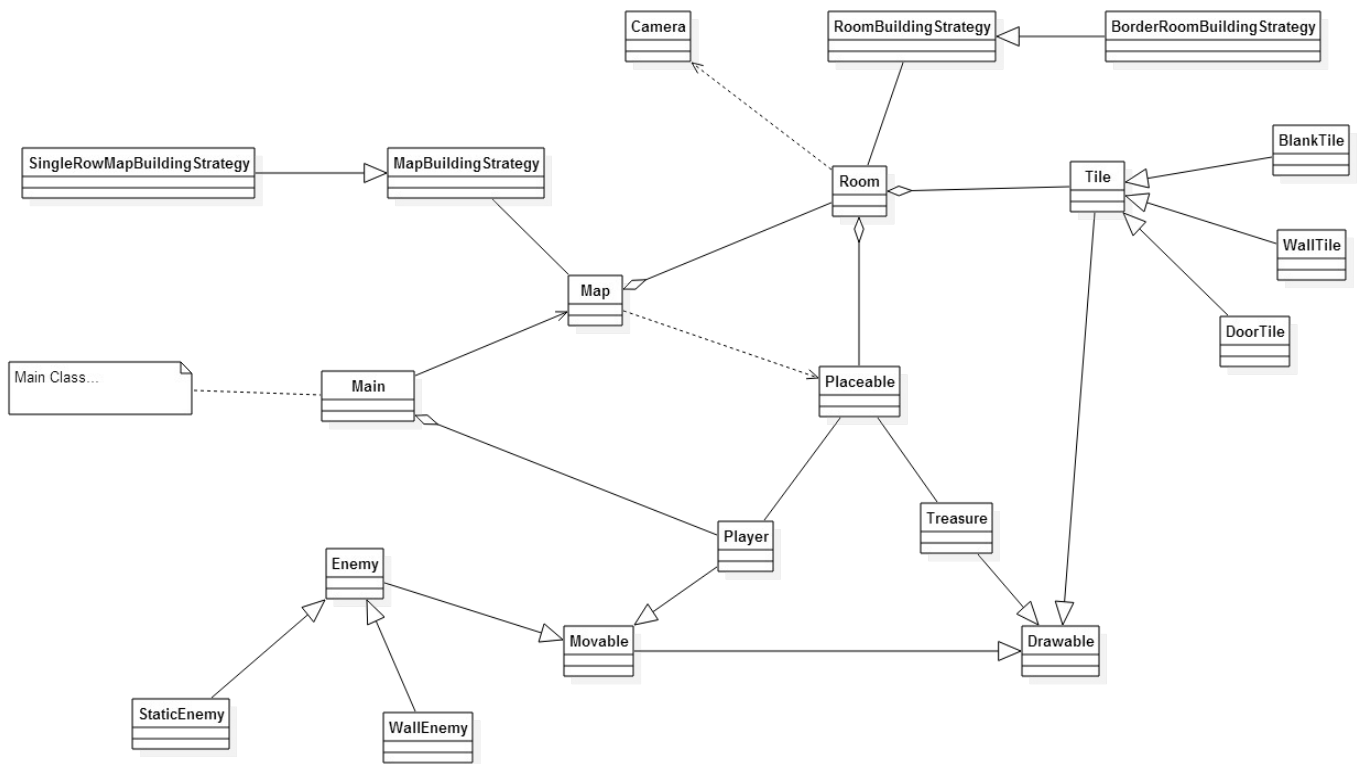 Camera
RoomBuildingStrategy
BorderRoomBuildingStrategy
SingleRowMapBuildingStrategy
MapBuildingStrategy
Room
Tile
BlankTile
WallTile
DoorTile
Map
Main Class...
Main
Placeable
Player
Treasure
Enemy
Movable
Drawable
StaticEnemy
WallEnemy